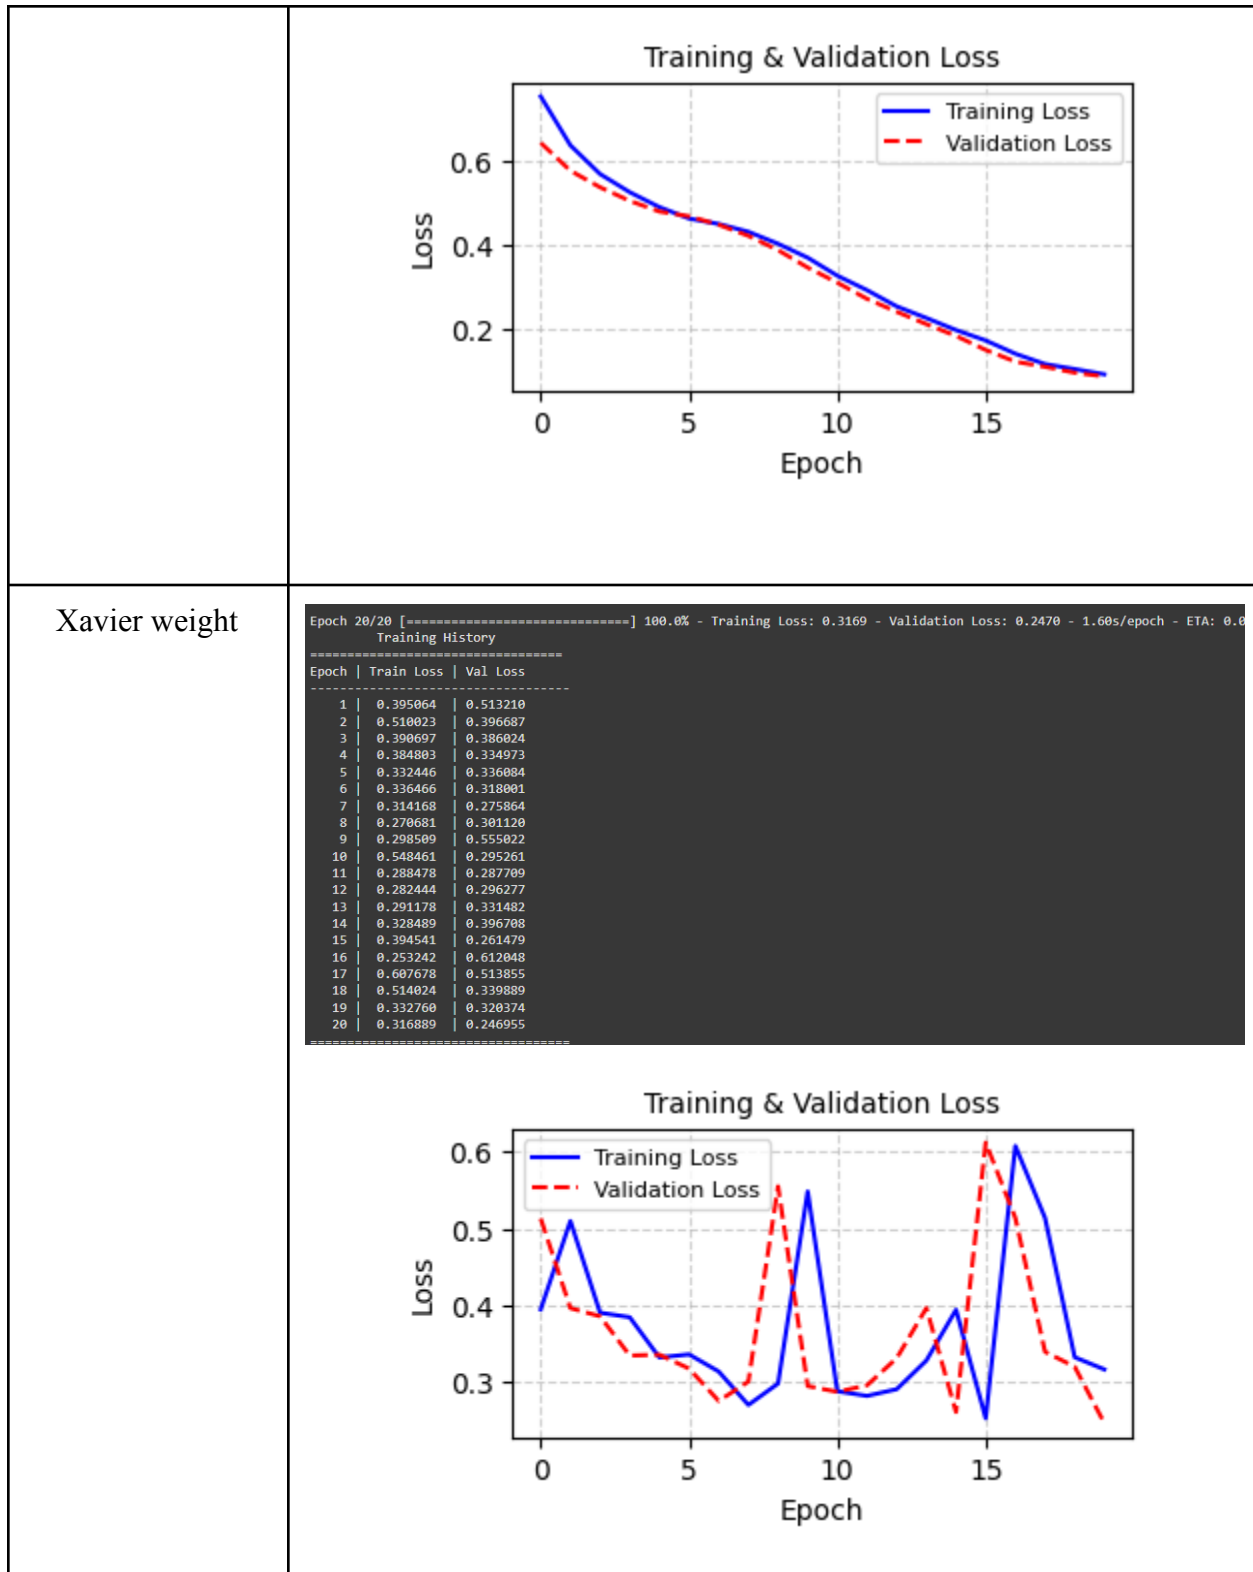 Training & Validation Loss
Training Loss
Validation Loss
0.6
0.4
0.2
Loss
0
5
10
15
Epoch
Xavier weight
Epoch 20/20 [==============================] 100.0% - Training Loss: 0.3169 - Validation Loss: 0.2470 - 1.60s/epoch - ETA: 0.0
Training History
==================================
Epoch | Train Loss | Val Loss
-----------------------------------
1 | 0.395064 | 0.513210
2 | 0.510023 | 0.396687
3 | 0.390697 | 0.386024
4 | 0.384803 | 0.334973
5 | 0.332446 | 0.336084
6 | 0.336466 | 0.318001
7 | 0.314168 | 0.275864
8 | 0.270681 | 0.301120
9 | 0.298509 | 0.555022
10 | 0.548461 | 0.295261
11 | 0.288478 | 0.287709
12 | 0.282444 | 0.296277
13 | 0.291178 | 0.331482
14 | 0.328489 | 0.396708
15 | 0.394541 | 0.261479
16 | 0.253242 | 0.612048
17 | 0.607678 | 0.513855
18 | 0.514024 | 0.339889
19 | 0.332760 | 0.320374
20 | 0.316889 | 0.246955
===================================
Training & Validation Loss
Training Loss
Validation Loss
0.6
0.5
0.4
0.3
Loss
0
5
10
15
Epoch